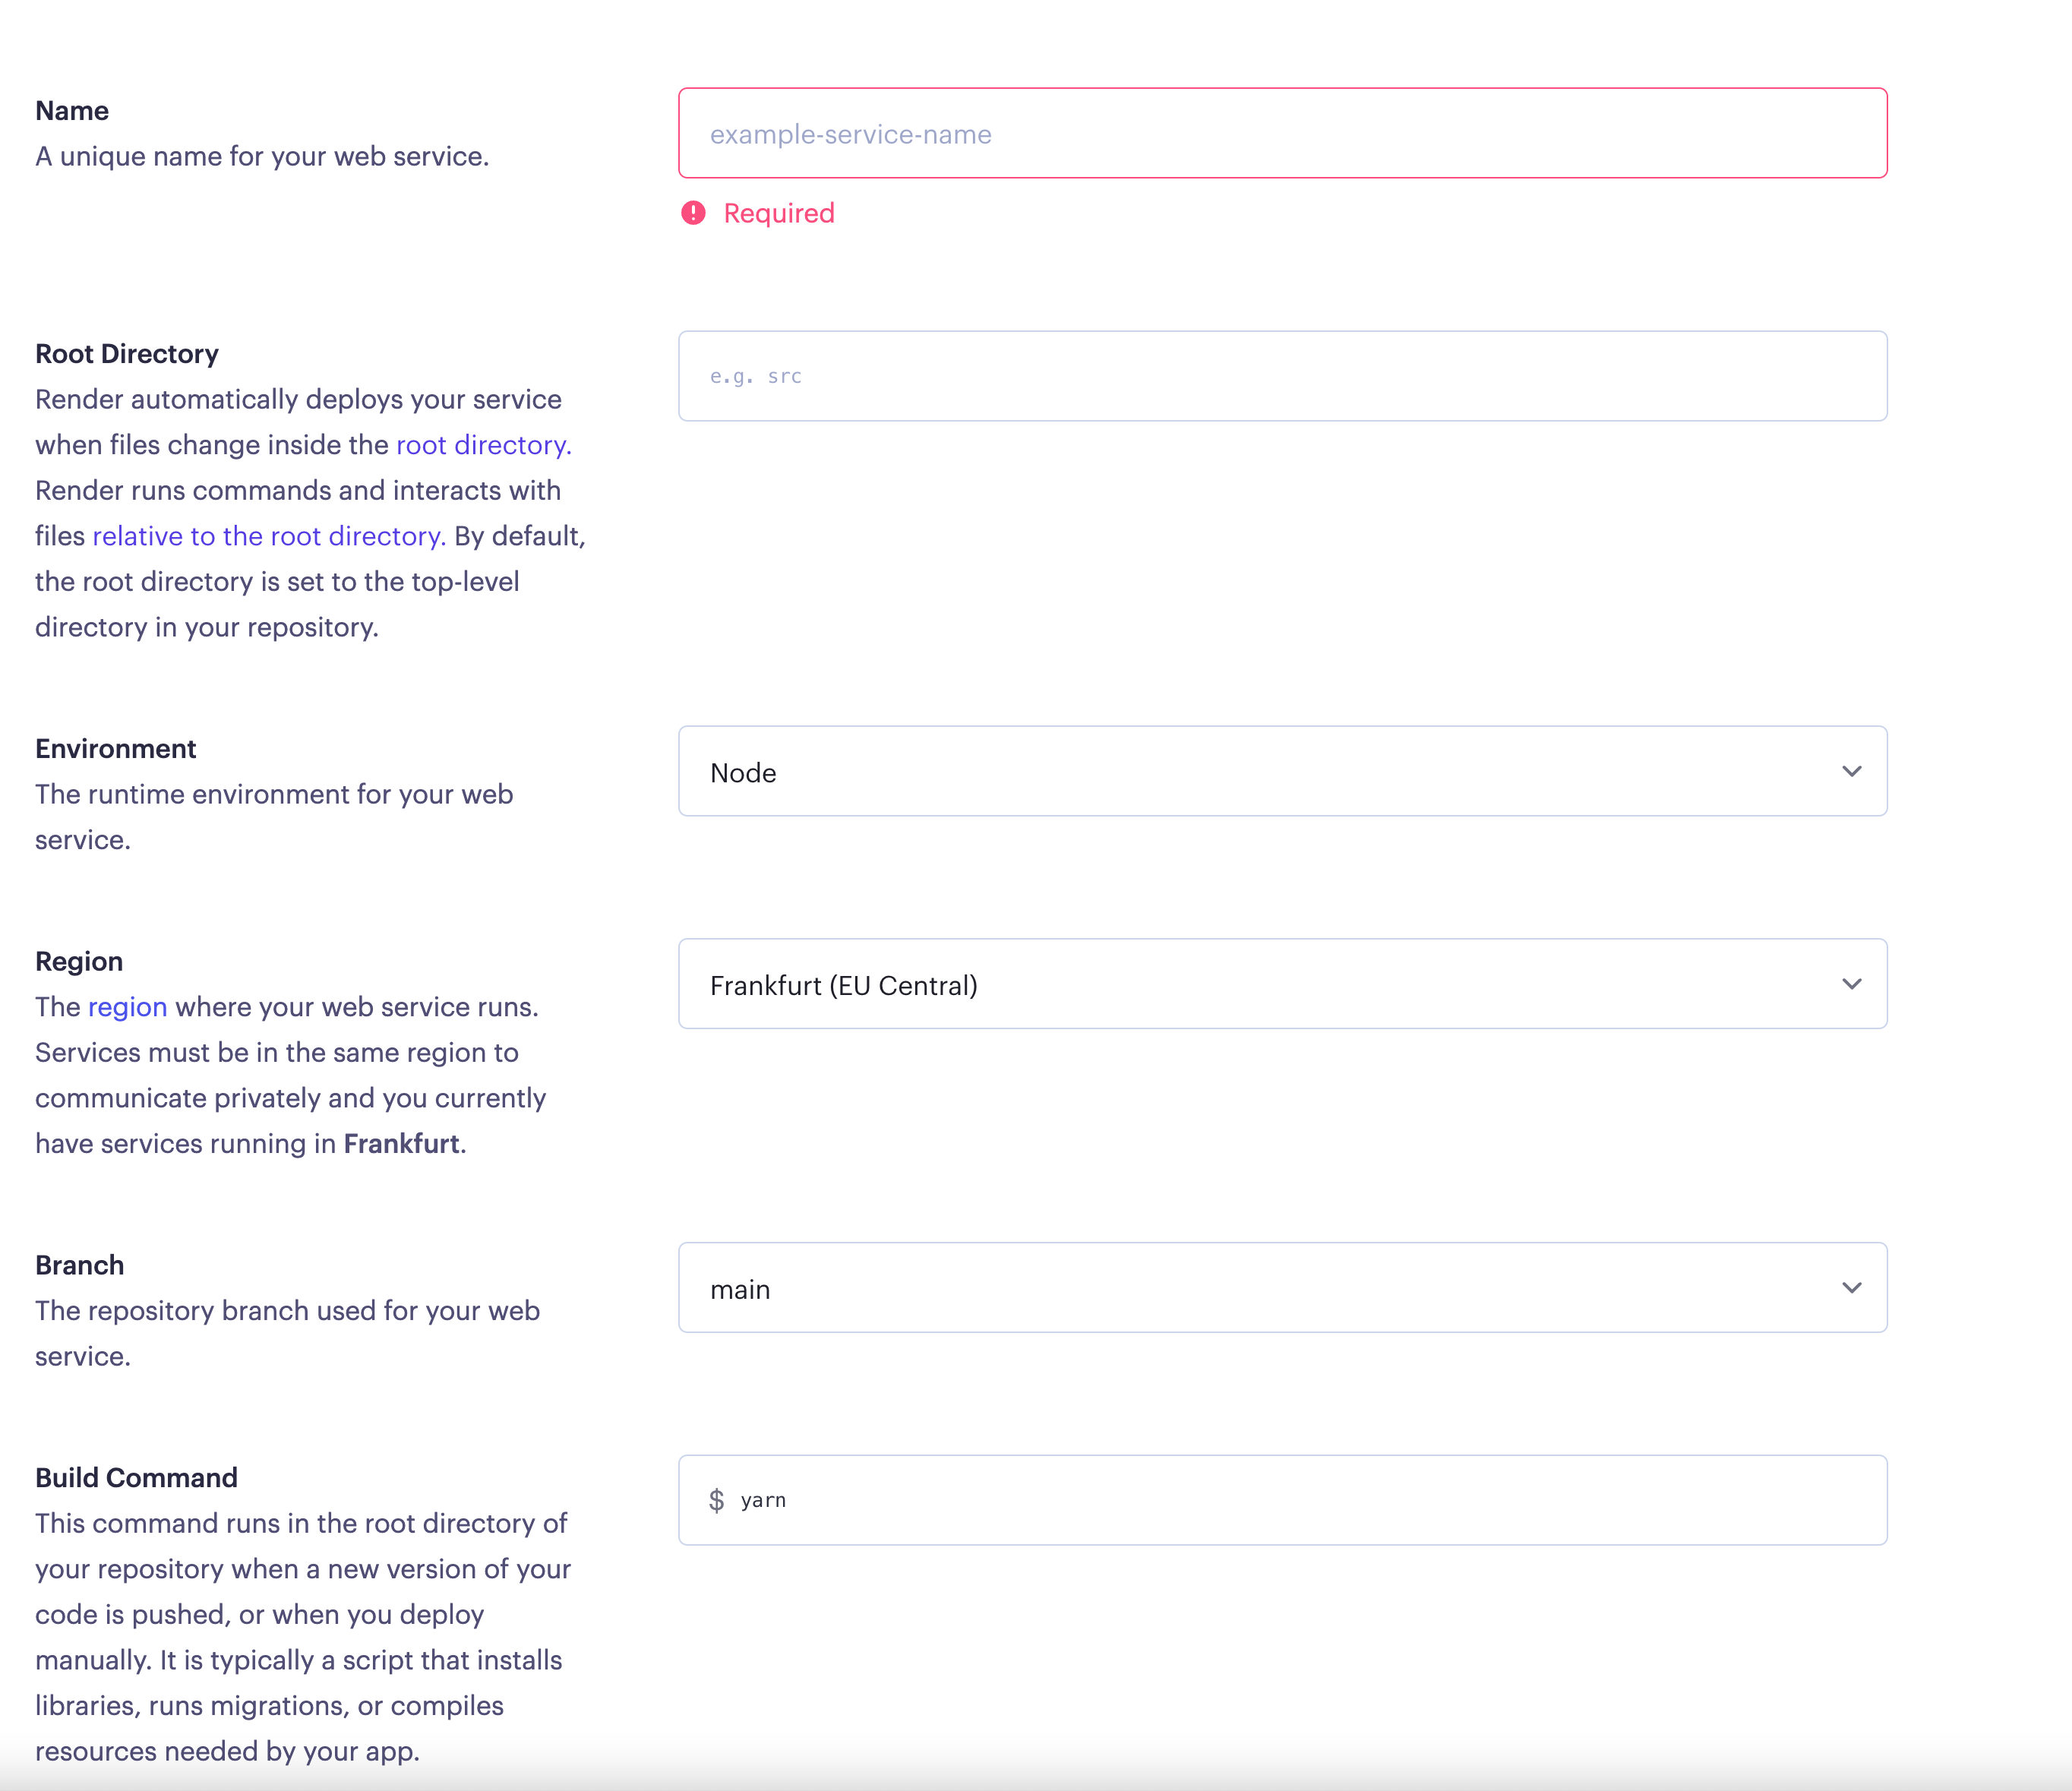 Name
A unique name for your web service.
example-service-name
Required
Root Directory
Render automatically deploys your service
when files change inside the root directory.
Render runs commands and interacts with
files relative to the root directory. By default,
the root directory is set to the top-level
directory in your repository.
e.g. src
Environment
The runtime environment for your web
service.
Node
Region
The region where your web service runs.
Services must be in the same region to
communicate privately and you currently
have services running in Frankfurt.
Frankfurt (EU Central)
Branch
The repository branch used for your web
service.
main
Build Command
This command runs in the root directory of
your repository when a new version of your
code is pushed, or when you deploy
manually. It is typically a script that installs
libraries, runs migrations, or compiles
resources needed by your app.
$ yarn